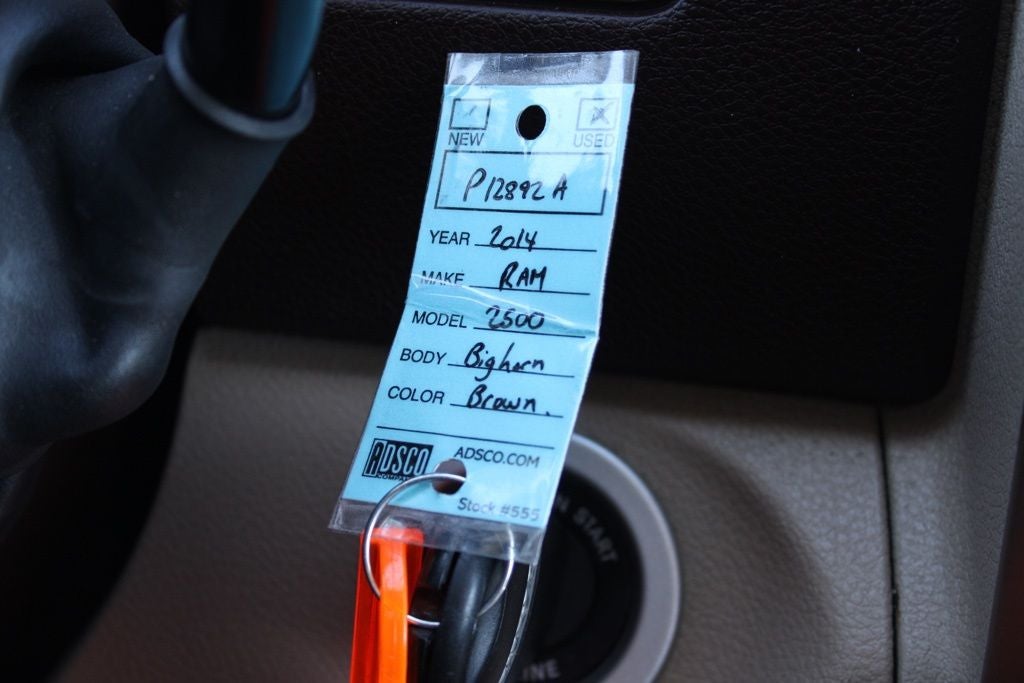 NEW USED
P12892A
YEAR 2014
MAKE RAM
MODEL 2500
BODY Bighorn
COLOR Brown.
ADSCO ADSCO.COM
COMPANY
Stock #555
START